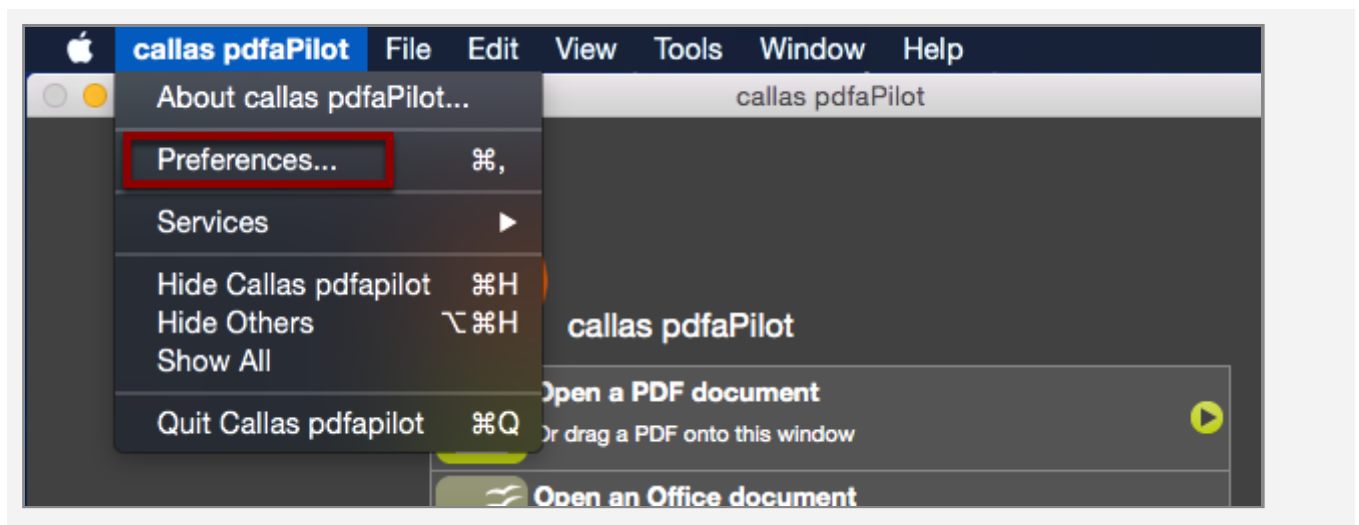 callas pdfaPilot File Edit View Tools Window Help
About callas pdfaPilot...
callas pdfaPilot
Preferences... ⌘,
Services ▶
Hide Callas pdfapilot ⌘H
Hide Others ⌥⌘H
Show All
Quit Callas pdfapilot ⌘Q
callas pdfaPilot
Open a PDF document
Or drag a PDF onto this window
Open an Office document